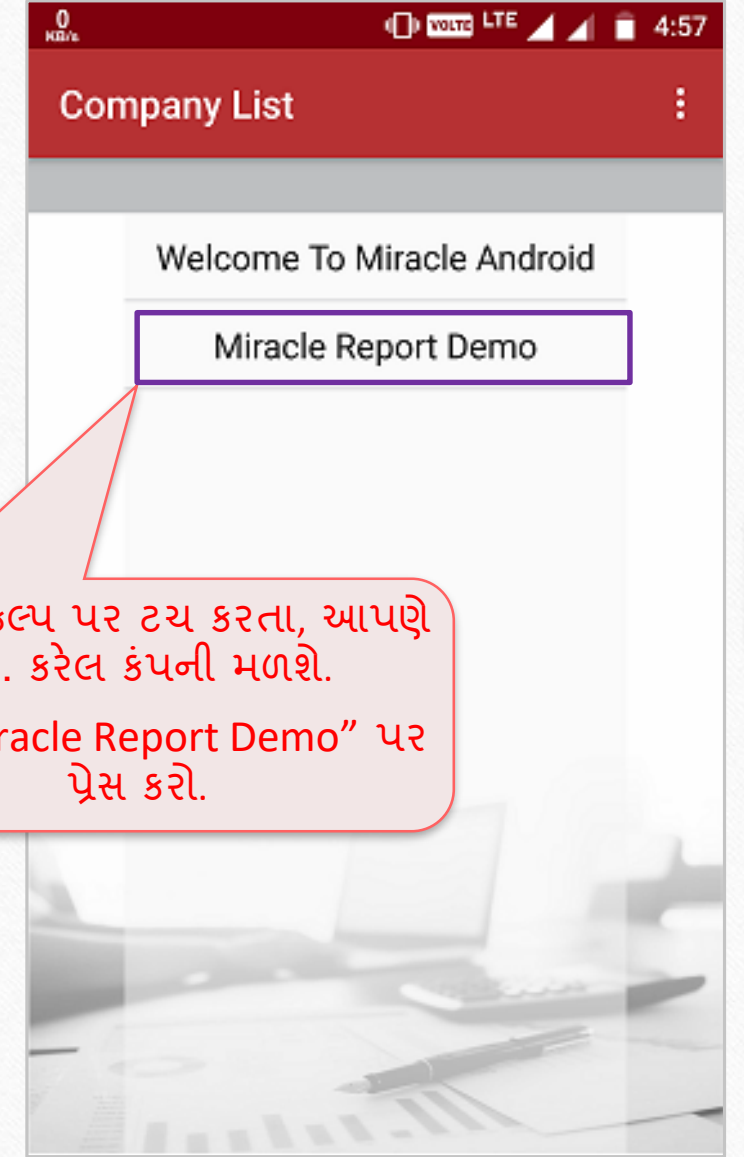 0
KB/s
VOLTE LTE 4:57
Company List
Welcome To Miracle Android
Miracle Report Demo
પર ટચ કરતા, આપણે
. કરેલ કંપની મળશે.
Report Demo” પર
પ્રેસ કરો.